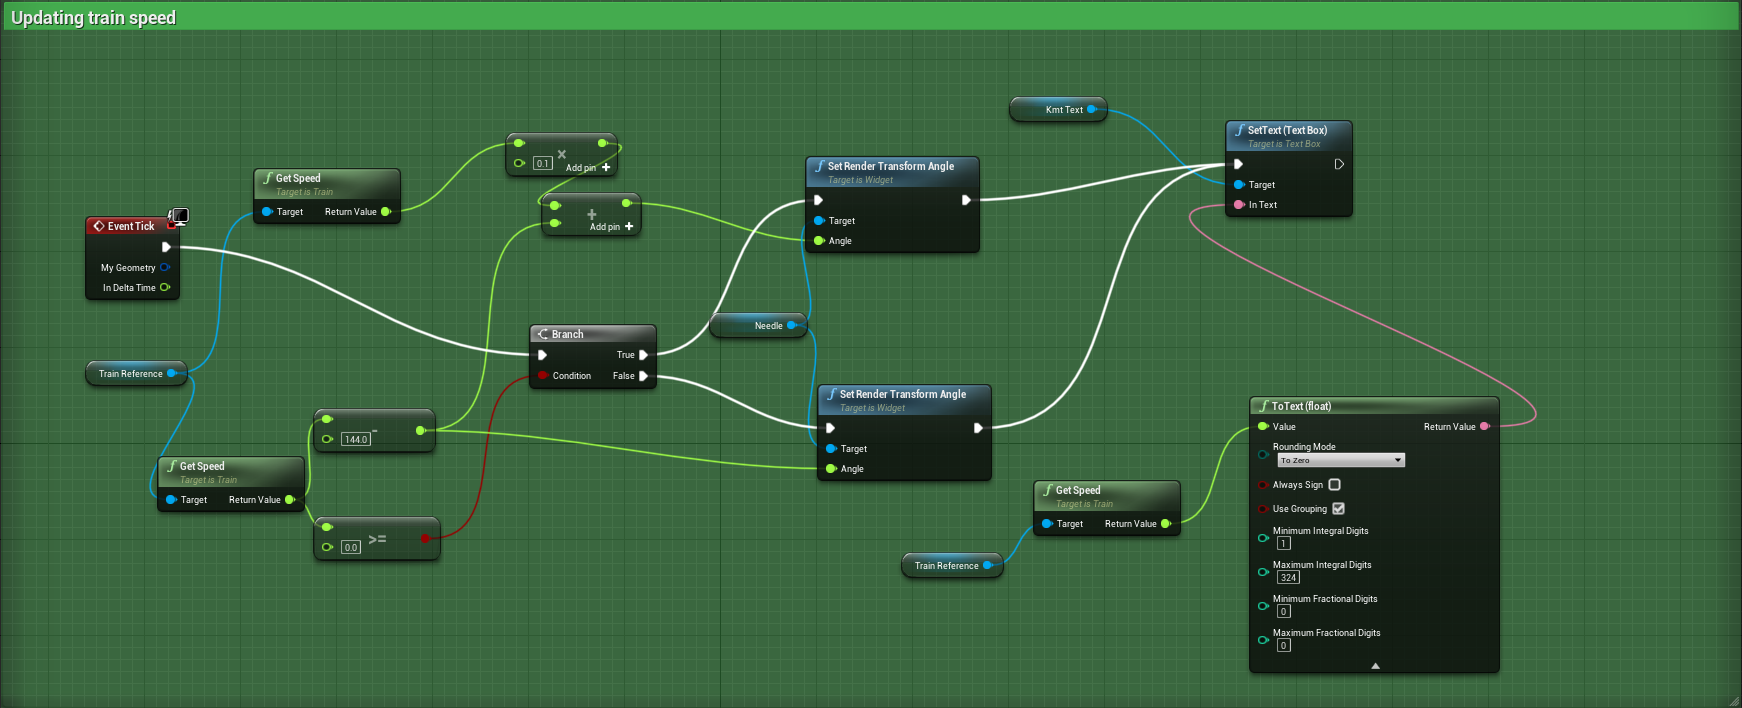 Updating train speed
Kmt Text
SetText (Text Box)
Target is Text Box
Target
In Text
0.1
×
Add pin +
+
Add pin +
Set Render Transform Angle
Target is Widget
Target
Angle
Get Speed
Target is Train
Target Return Value
Event Tick
My Geometry
In Delta Time
Branch
True
Condition False
Needle
Train Reference
Set Render Transform Angle
Target is Widget
Target
Angle
144.0
-
Get Speed
Target is Train
Target Return Value
0.0
>=
Get Speed
Target is Train
Target Return Value
Train Reference
ToText (float)
Value Return Value
Rounding Mode
To Zero
Always Sign
Use Grouping
Minimum Integral Digits
1
Maximum Integral Digits
324
Minimum Fractional Digits
0
Maximum Fractional Digits
0